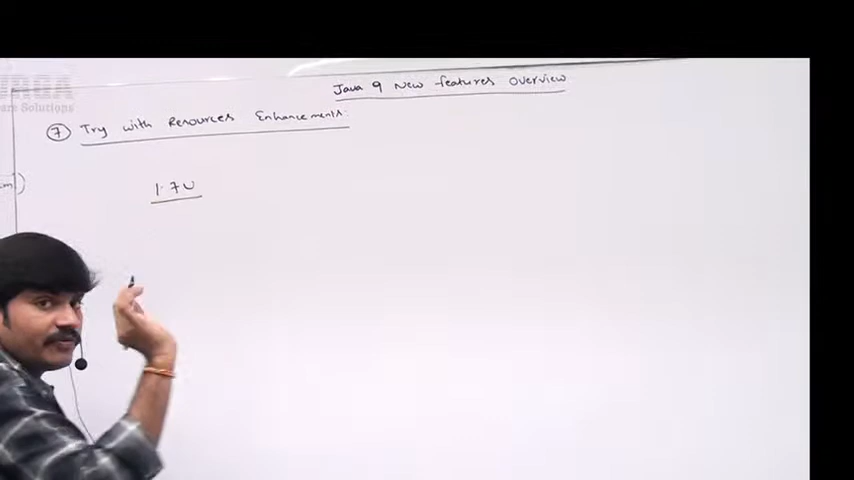 Java 9 New features Overview
⑦ Try with Resources Enhancements
1.7V